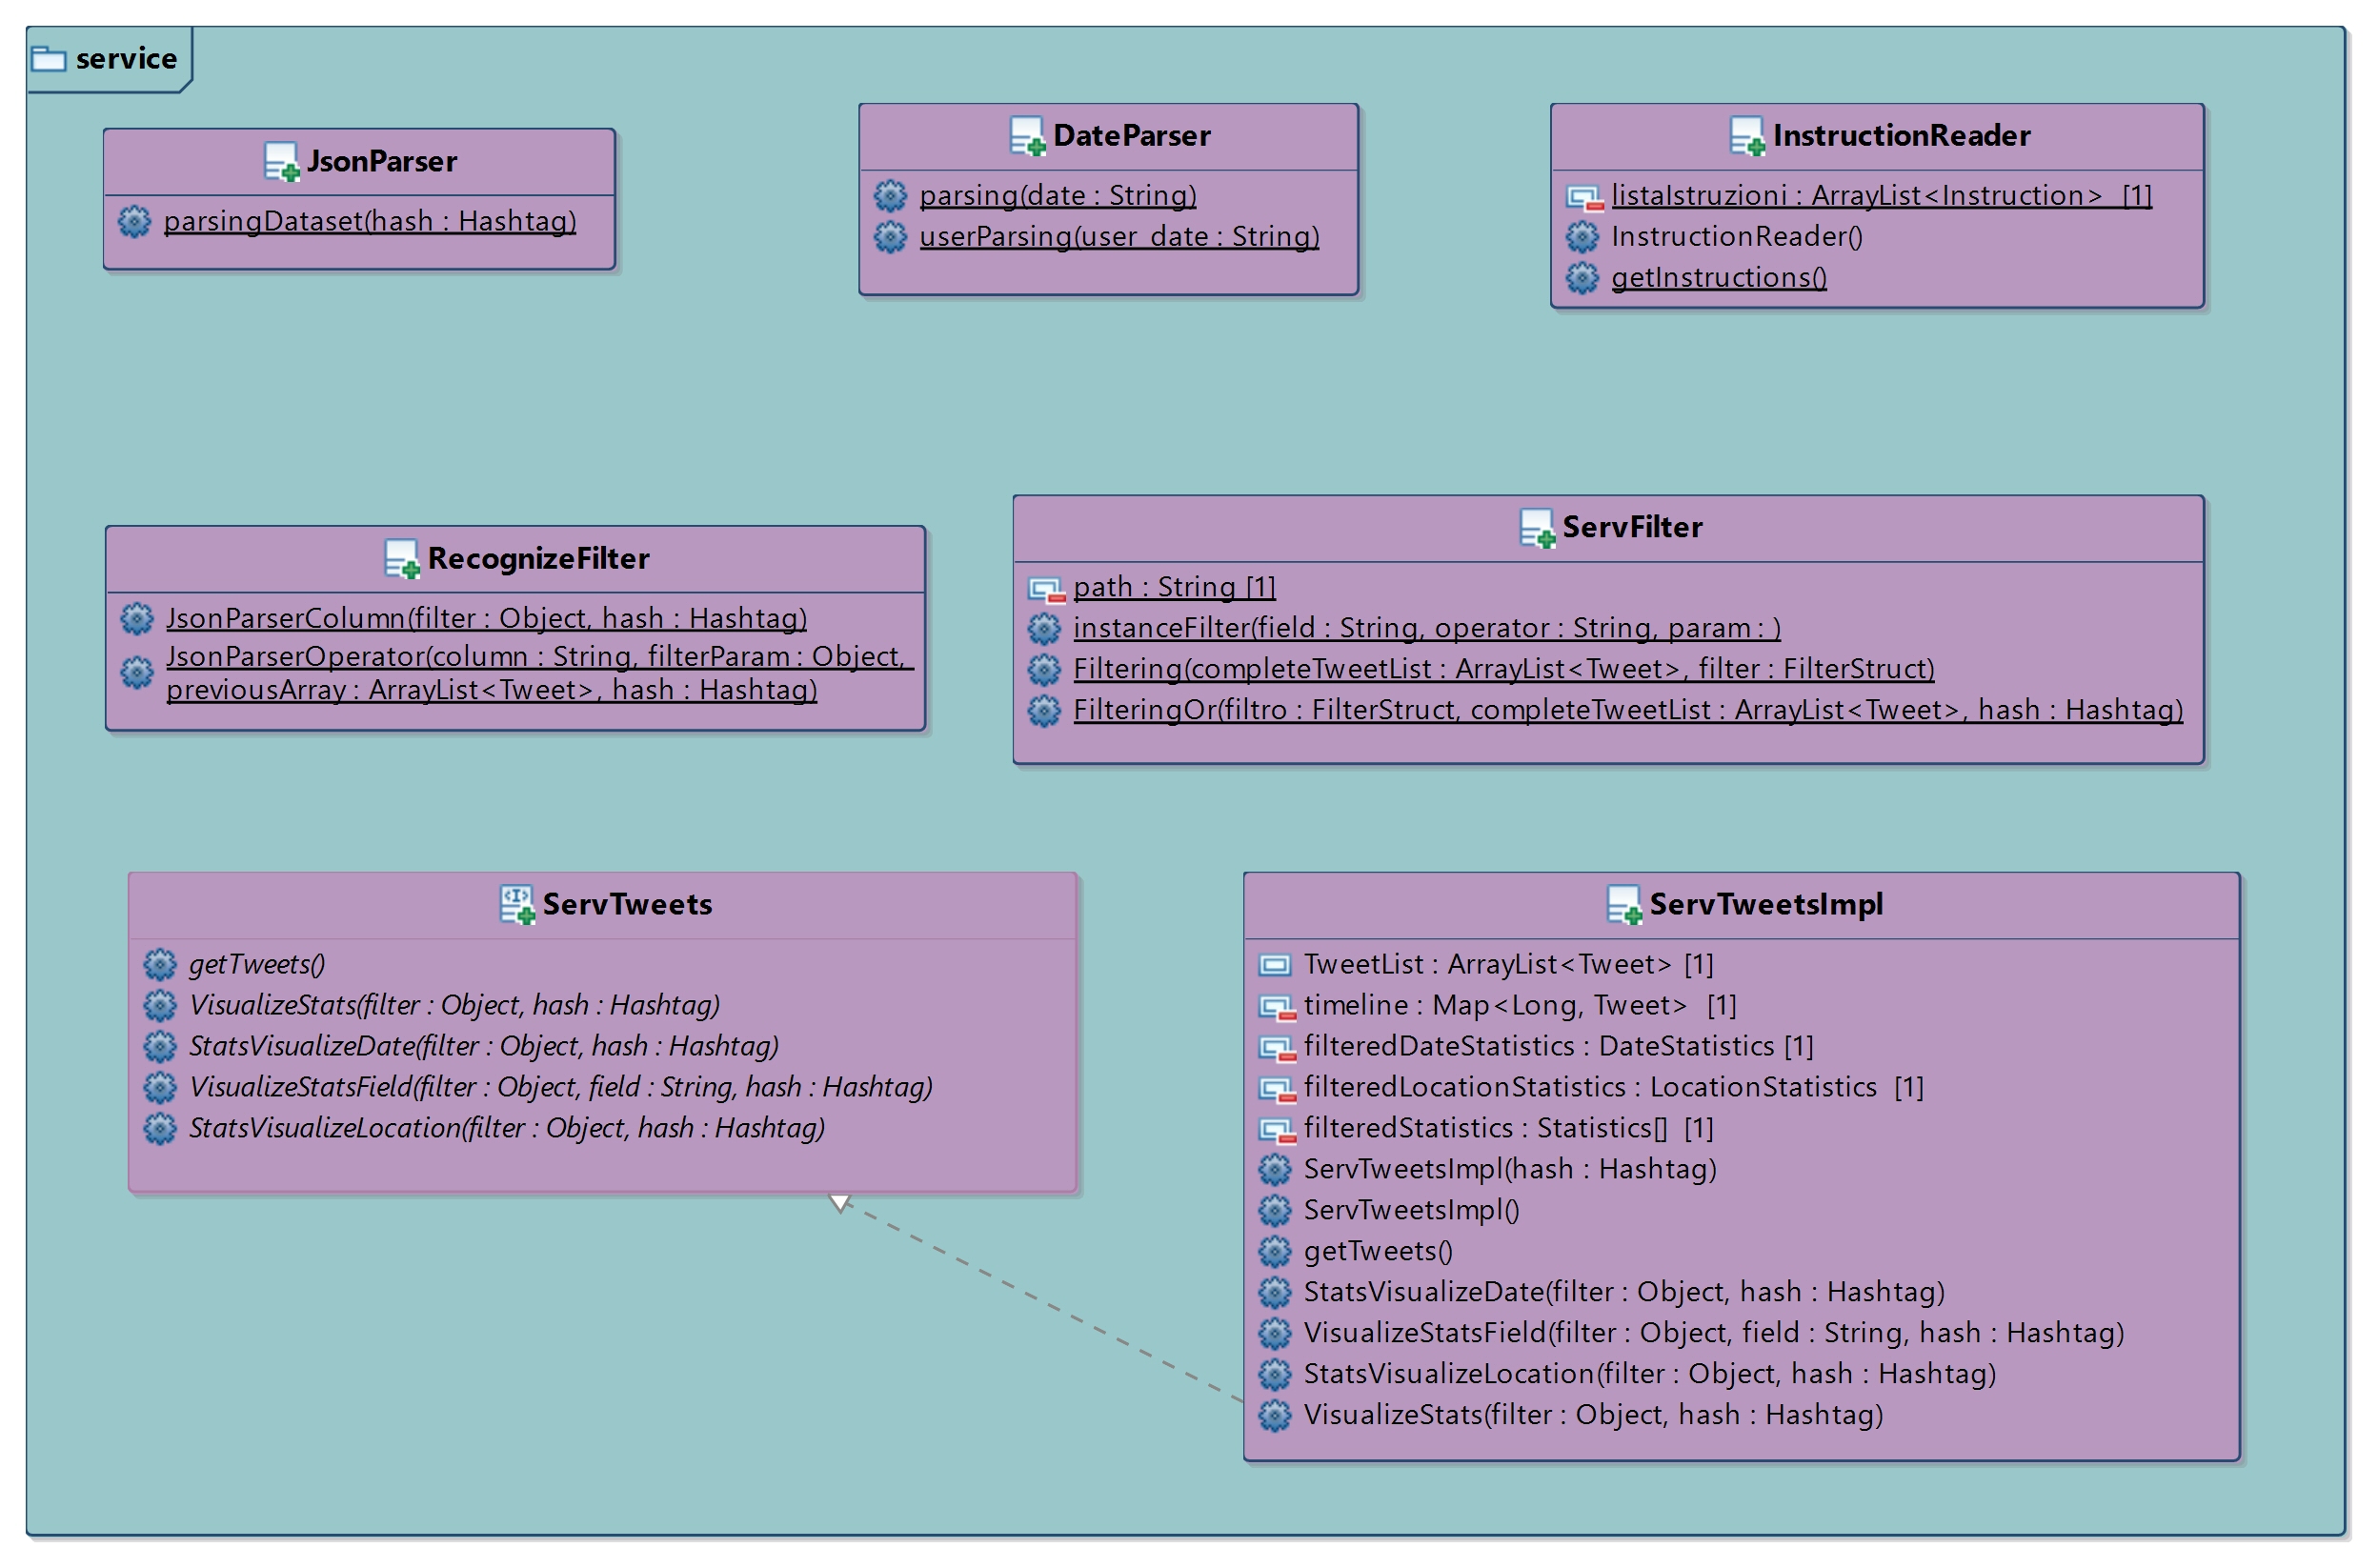 service
JsonParser
parsingDataset(hash : Hashtag)
DateParser
parsing(date : String)
userParsing(user_date : String)
InstructionReader
listaIstruzioni : ArrayList<Instruction> [1]
InstructionReader()
getInstructions()
RecognizeFilter
JsonParserColumn(filter : Object, hash : Hashtag)
JsonParserOperator(column : String, filterParam : Object,
previousArray : ArrayList<Tweet>, hash : Hashtag)
ServFilter
path : String [1]
instanceFilter(field : String, operator : String, param : )
Filtering(completeTweetList : ArrayList<Tweet>, filter : FilterStruct)
FilteringOr(filtro : FilterStruct, completeTweetList : ArrayList<Tweet>, hash : Hashtag)
ServTweets
getTweets()
VisualizeStats(filter : Object, hash : Hashtag)
StatsVisualizeDate(filter : Object, hash : Hashtag)
VisualizeStatsField(filter : Object, field : String, hash : Hashtag)
StatsVisualizeLocation(filter : Object, hash : Hashtag)
ServTweetsImpl
TweetList : ArrayList<Tweet> [1]
timeline : Map<Long, Tweet> [1]
filteredDateStatistics : DateStatistics [1]
filteredLocationStatistics : LocationStatistics [1]
filteredStatistics : Statistics[] [1]
ServTweetsImpl(hash : Hashtag)
ServTweetsImpl()
getTweets()
StatsVisualizeDate(filter : Object, hash : Hashtag)
VisualizeStatsField(filter : Object, field : String, hash : Hashtag)
StatsVisualizeLocation(filter : Object, hash : Hashtag)
VisualizeStats(filter : Object, hash : Hashtag)